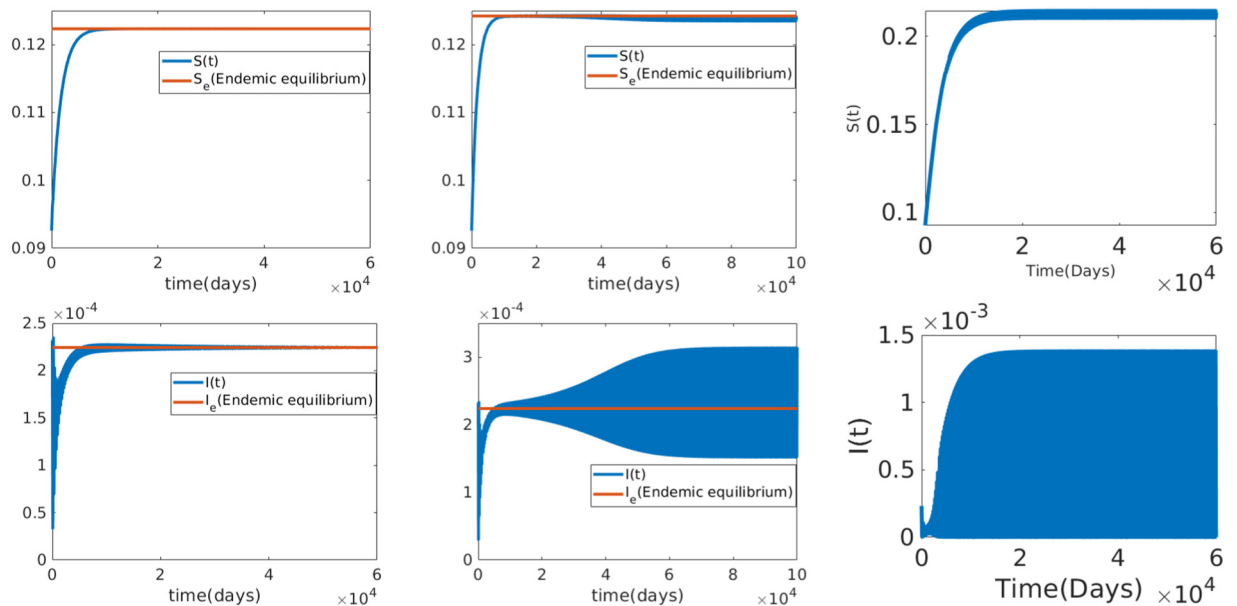 0.12
0.11
0.1
0.09
S(t)
S_e(Endemic equilibrium)
0 2 4 6
time(days)
×10^4
0.12
0.11
0.1
0.09
S(t)
S_e(Endemic equilibrium)
0 2 4 6 8 10
time(days)
×10^4
S(t)
0.2
0.15
0.1
0 2 4 6
Time(Days)
×10^4
×10^-4
2.5
2
1.5
1
0.5
0
I(t)
I_e(Endemic equilibrium)
0 2 4 6
time(days)
×10^4
×10^-4
3
2
1
0
I(t)
I_e(Endemic equilibrium)
0 2 4 6 8 10
time(days)
×10^4
×10^-3
I(t)
1.5
1
0.5
0
0 2 4 6
Time(Days)
×10^4